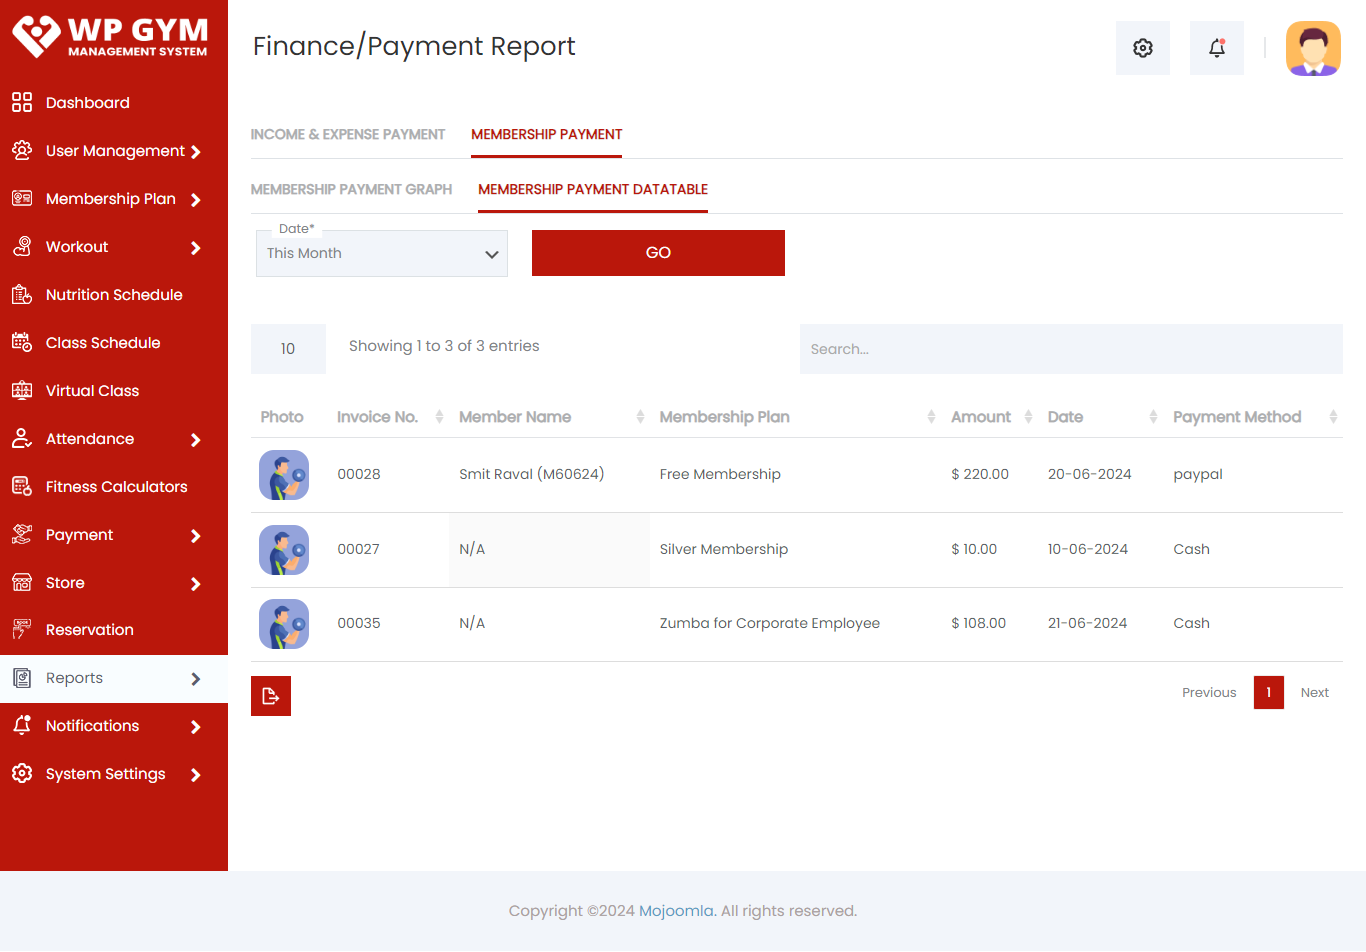 WP GYM
MANAGEMENT SYSTEM
Finance/Payment Report
Dashboard
User Management
Membership Plan
Workout
Nutrition Schedule
Class Schedule
Virtual Class
Attendance
Fitness Calculators
Payment
Store
Reservation
Reports
Notifications
System Settings
INCOME & EXPENSE PAYMENT MEMBERSHIP PAYMENT
MEMBERSHIP PAYMENT GRAPH MEMBERSHIP PAYMENT DATATABLE
Date*
This Month GO
10 Showing 1 to 3 of 3 entries Search...
Photo Invoice No. Member Name Membership Plan Amount Date Payment Method
00028 Smit Raval (M60624) Free Membership $ 220.00 20-06-2024 paypal
00027 N/A Silver Membership $ 10.00 10-06-2024 Cash
00035 N/A Zumba for Corporate Employee $ 108.00 21-06-2024 Cash
Previous 1 Next
Copyright ©2024 Mojoomla. All rights reserved.